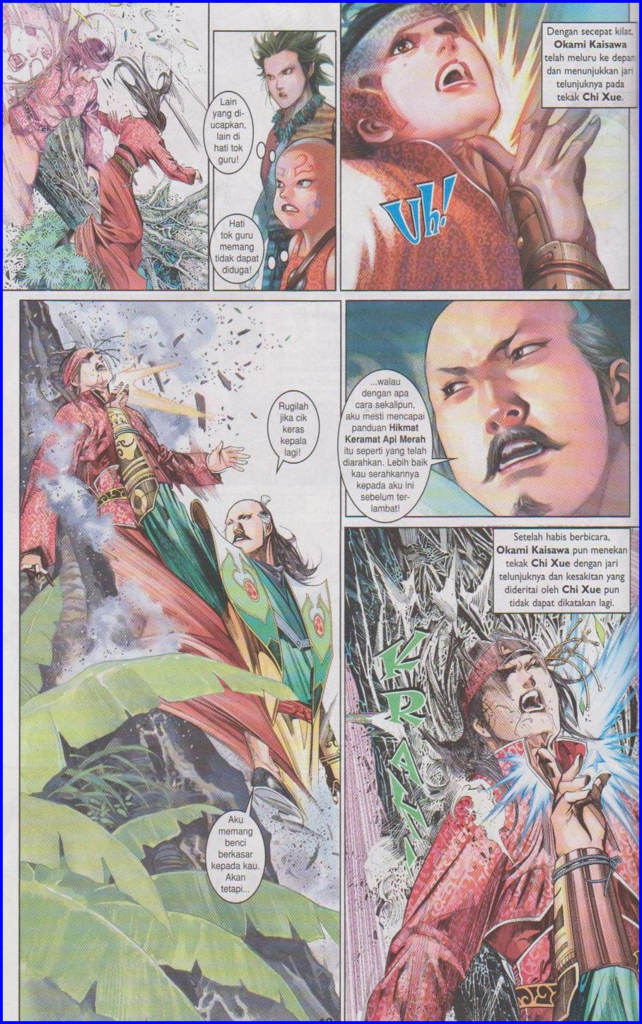 Lain
yang di-
ucapkan,
lain di
hati tok
guru!
Hati
tok guru
memang
tidak dapat
diduga!
Dengan secepat kilat,
Okami Kaisawa
telah meluru ke depan
dan menunjukkan jari
telunjuknya pada
tekak Chi Xue.
Uh!
Rugilah
jika cik
keras
kepala
lagi!
Aku
memang
benci
berkasar
kepada kau.
Akan
tetapi...
...walau
dengan apa
cara sekalipun,
aku mesti mencapai
panduan Hikmat
Keramat Api Merah
itu seperti yang telah
diarahkan. Lebih baik
kau serahkannya
kepada aku ini
sebelum ter-
lambat!
Setelah habis berbicara,
Okami Kaisawa pun menekan
tekak Chi Xue dengan jari
telunjuknya dan kesakitan yang
dideritai oleh Chi Xue pun
tidak dapat dikatakan lagi.